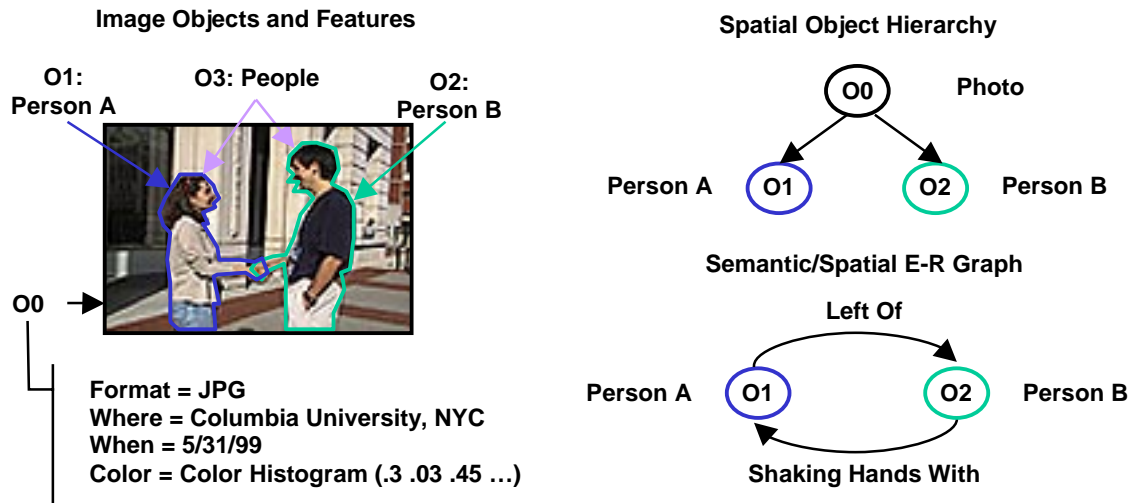 Image Objects and Features
O1:
Person A
O3: People
O2:
Person B
O0
Format = JPG
Where = Columbia University, NYC
When = 5/31/99
Color = Color Histogram (.3 .03 .45 …)
Spatial Object Hierarchy
O0
Photo
Person A
O1
O2
Person B
Semantic/Spatial E-R Graph
Left Of
Person A
O1
O2
Person B
Shaking Hands With